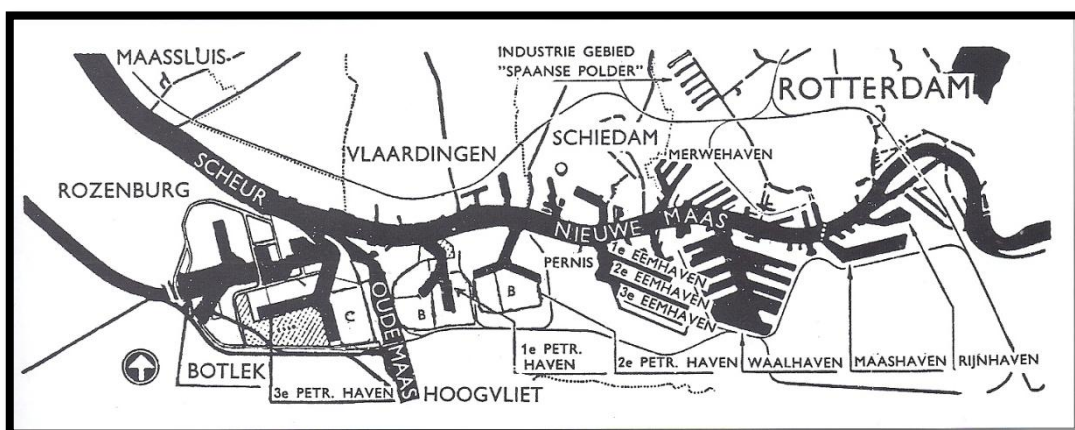 MAASSLUIS
INDUSTRIE GEBIED
"SPAANSE POLDER"
ROTTERDAM
SCHIEDAM
MERWEHAVEN
VLAARDINGEN
ROZENBURG
SCHEUR
NIEUWE MAAS
PERNIS
1e EEMHAVEN
2e EEMHAVEN
3e EEMHAVEN
B
B
C
OUDE MAAS
1e PETR.
HAVEN
2e PETR. HAVEN
WAALHAVEN
MAASHAVEN
RIJNHAVEN
BOTLEK
3e PETR. HAVEN
HOOGVLIET